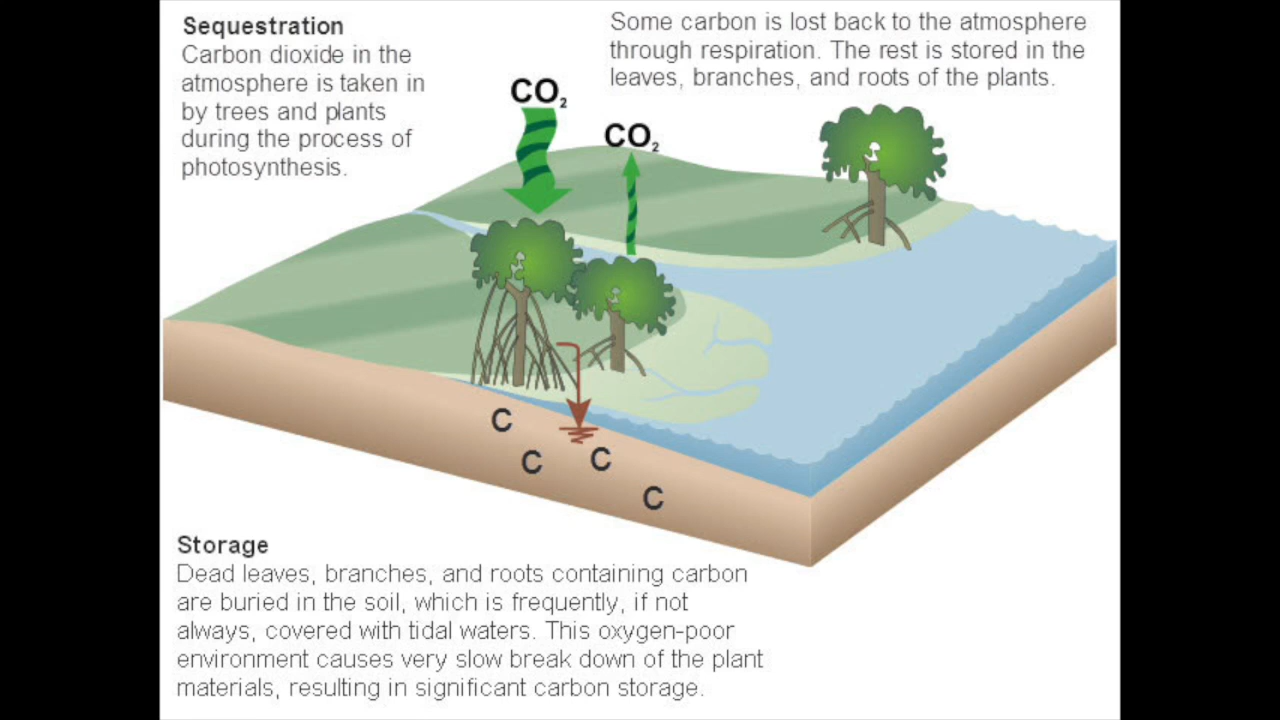 Sequestration
Carbon dioxide in the
atmosphere is taken in
by trees and plants
during the process of
photosynthesis.
Some carbon is lost back to the atmosphere
through respiration. The rest is stored in the
leaves, branches, and roots of the plants.
CO₂
CO₂
C
C
C
C
Storage
Dead leaves, branches, and roots containing carbon
are buried in the soil, which is frequently, if not
always, covered with tidal waters. This oxygen-poor
environment causes very slow break down of the plant
materials, resulting in significant carbon storage.